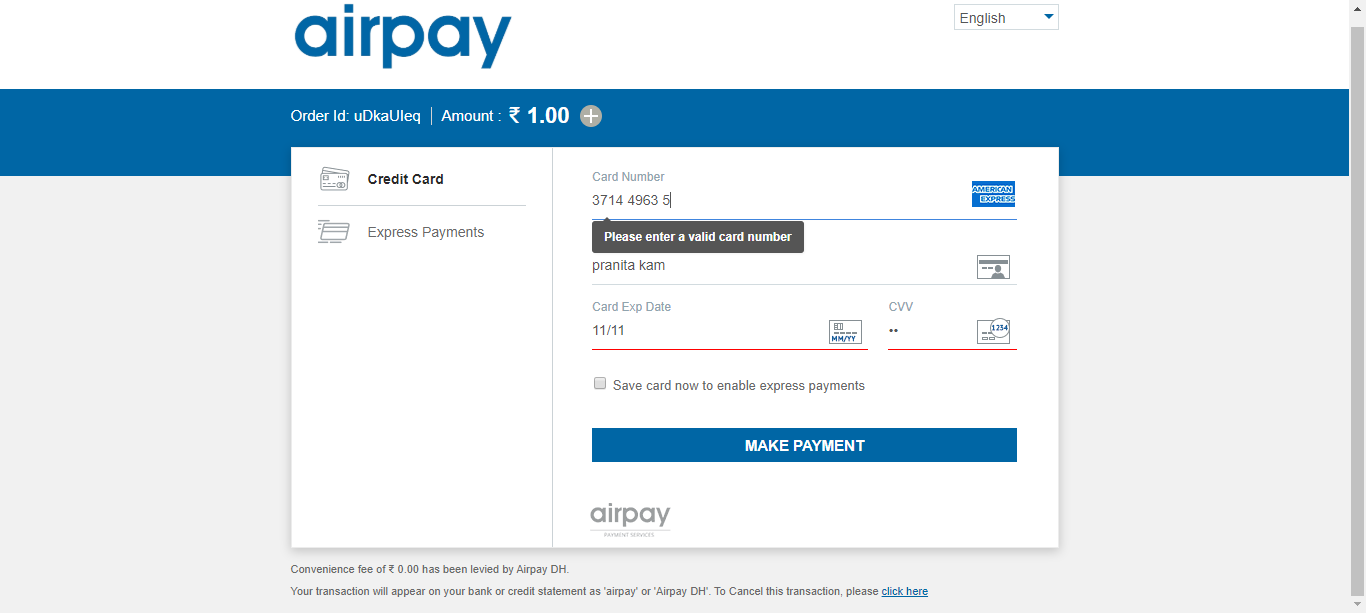 airpay
English
Order Id: uDkaUIeq | Amount : ₹ 1.00
Credit Card
Express Payments
Card Number
3714 4963 5
AMERICAN
EXPRESS
Please enter a valid card number
pranita kam
Card Exp Date
11/11
MM/YY
CVV
••
1234
Save card now to enable express payments
MAKE PAYMENT
airpay
PAYMENT SERVICES
Convenience fee of ₹ 0.00 has been levied by Airpay DH.
Your transaction will appear on your bank or credit statement as 'airpay' or 'Airpay DH'. To Cancel this transaction, please click here